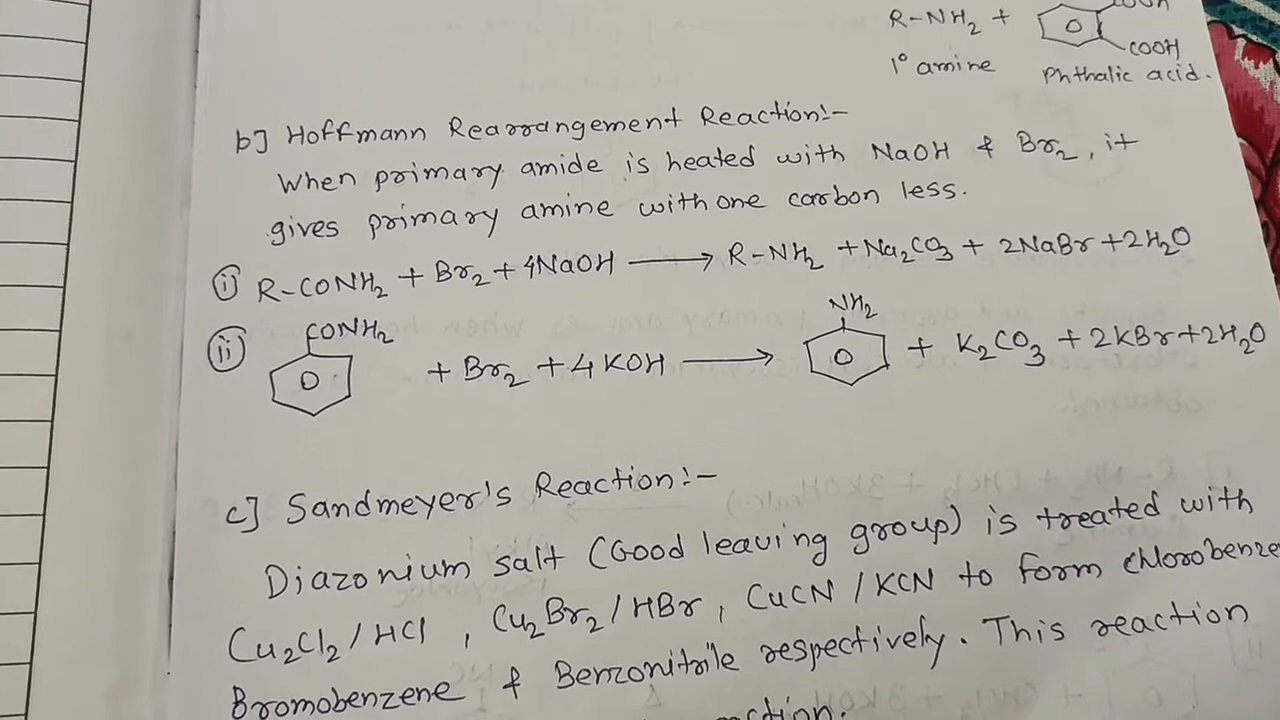 R-NH₂ +
COOH
1° amine
Phthalic acid.
b] Hoffmann Rearrangement Reaction:-
When primary amide is heated with NaOH & Br₂, it
gives primary amine with one carbon less.
(i) R-CONH₂ + Br₂ + 4NaOH ⟶ R-NH₂ + Na₂CO₃ + 2NaBr + 2H₂O
(ii) CONH₂ + Br₂ + 4KOH ⟶ NH₂ + K₂CO₃ + 2KBr + 2H₂O
c] Sandmeyer's Reaction:-
Diazonium salt (Good leaving group) is treated with
Cu₂Cl₂/HCl, Cu₂Br₂/HBr, CuCN/KCN to form chlorobenze
Bromobenzene & Benzonitrile respectively. This reaction